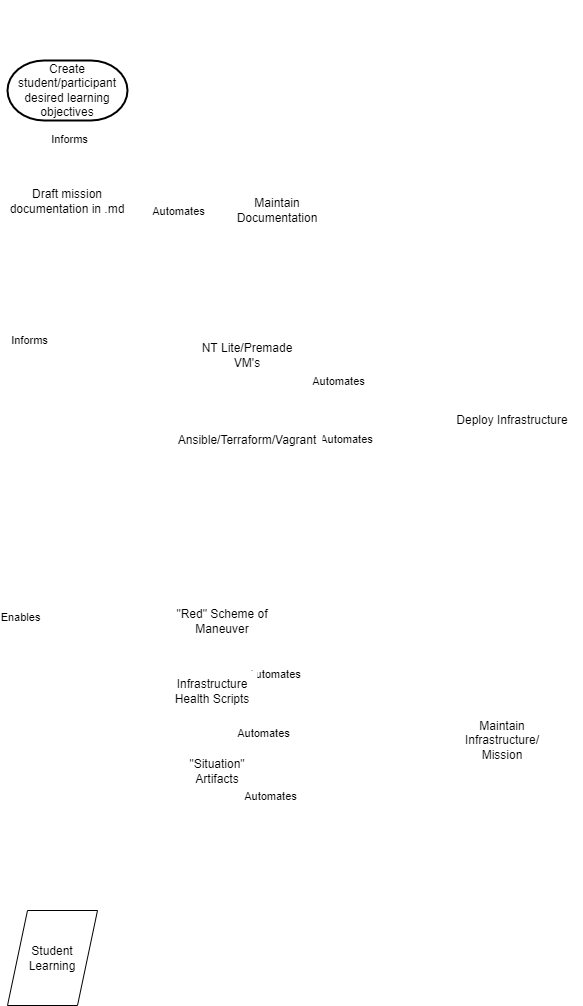 Create
student/participant
desired learning
objectives
Informs
Draft mission
documentation in .md
Automates
Maintain
Documentation
Informs
NT Lite/Premade
VM's
Automates
Deploy Infrastructure
Ansible/Terraform/Vagrant
Automates
Enables
"Red" Scheme of
Maneuver
utomates
Infrastructure
Health Scripts
Automates
Maintain
Infrastructure/
Mission
"Situation"
Artifacts
Automates
Student
Learning